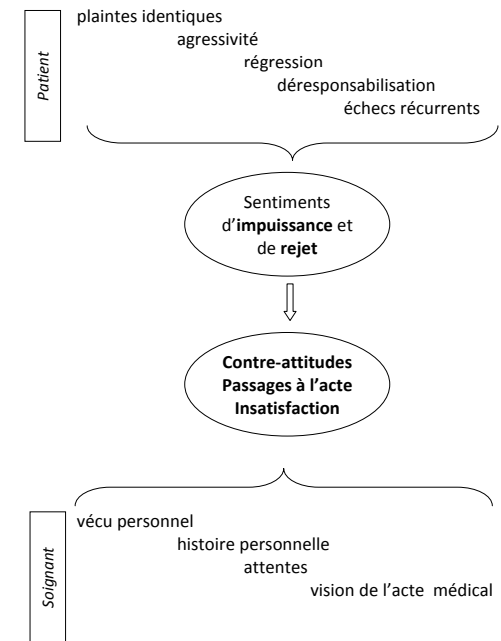 Patient
plaintes identiques
agressivité
régression
déresponsabilisation
échecs récurrents
Sentiments
d'impuissance et
de rejet
Contre-attitudes
Passages à l'acte
Insatisfaction
Soignant
vécu personnel
histoire personnelle
attentes
vision de l'acte médical